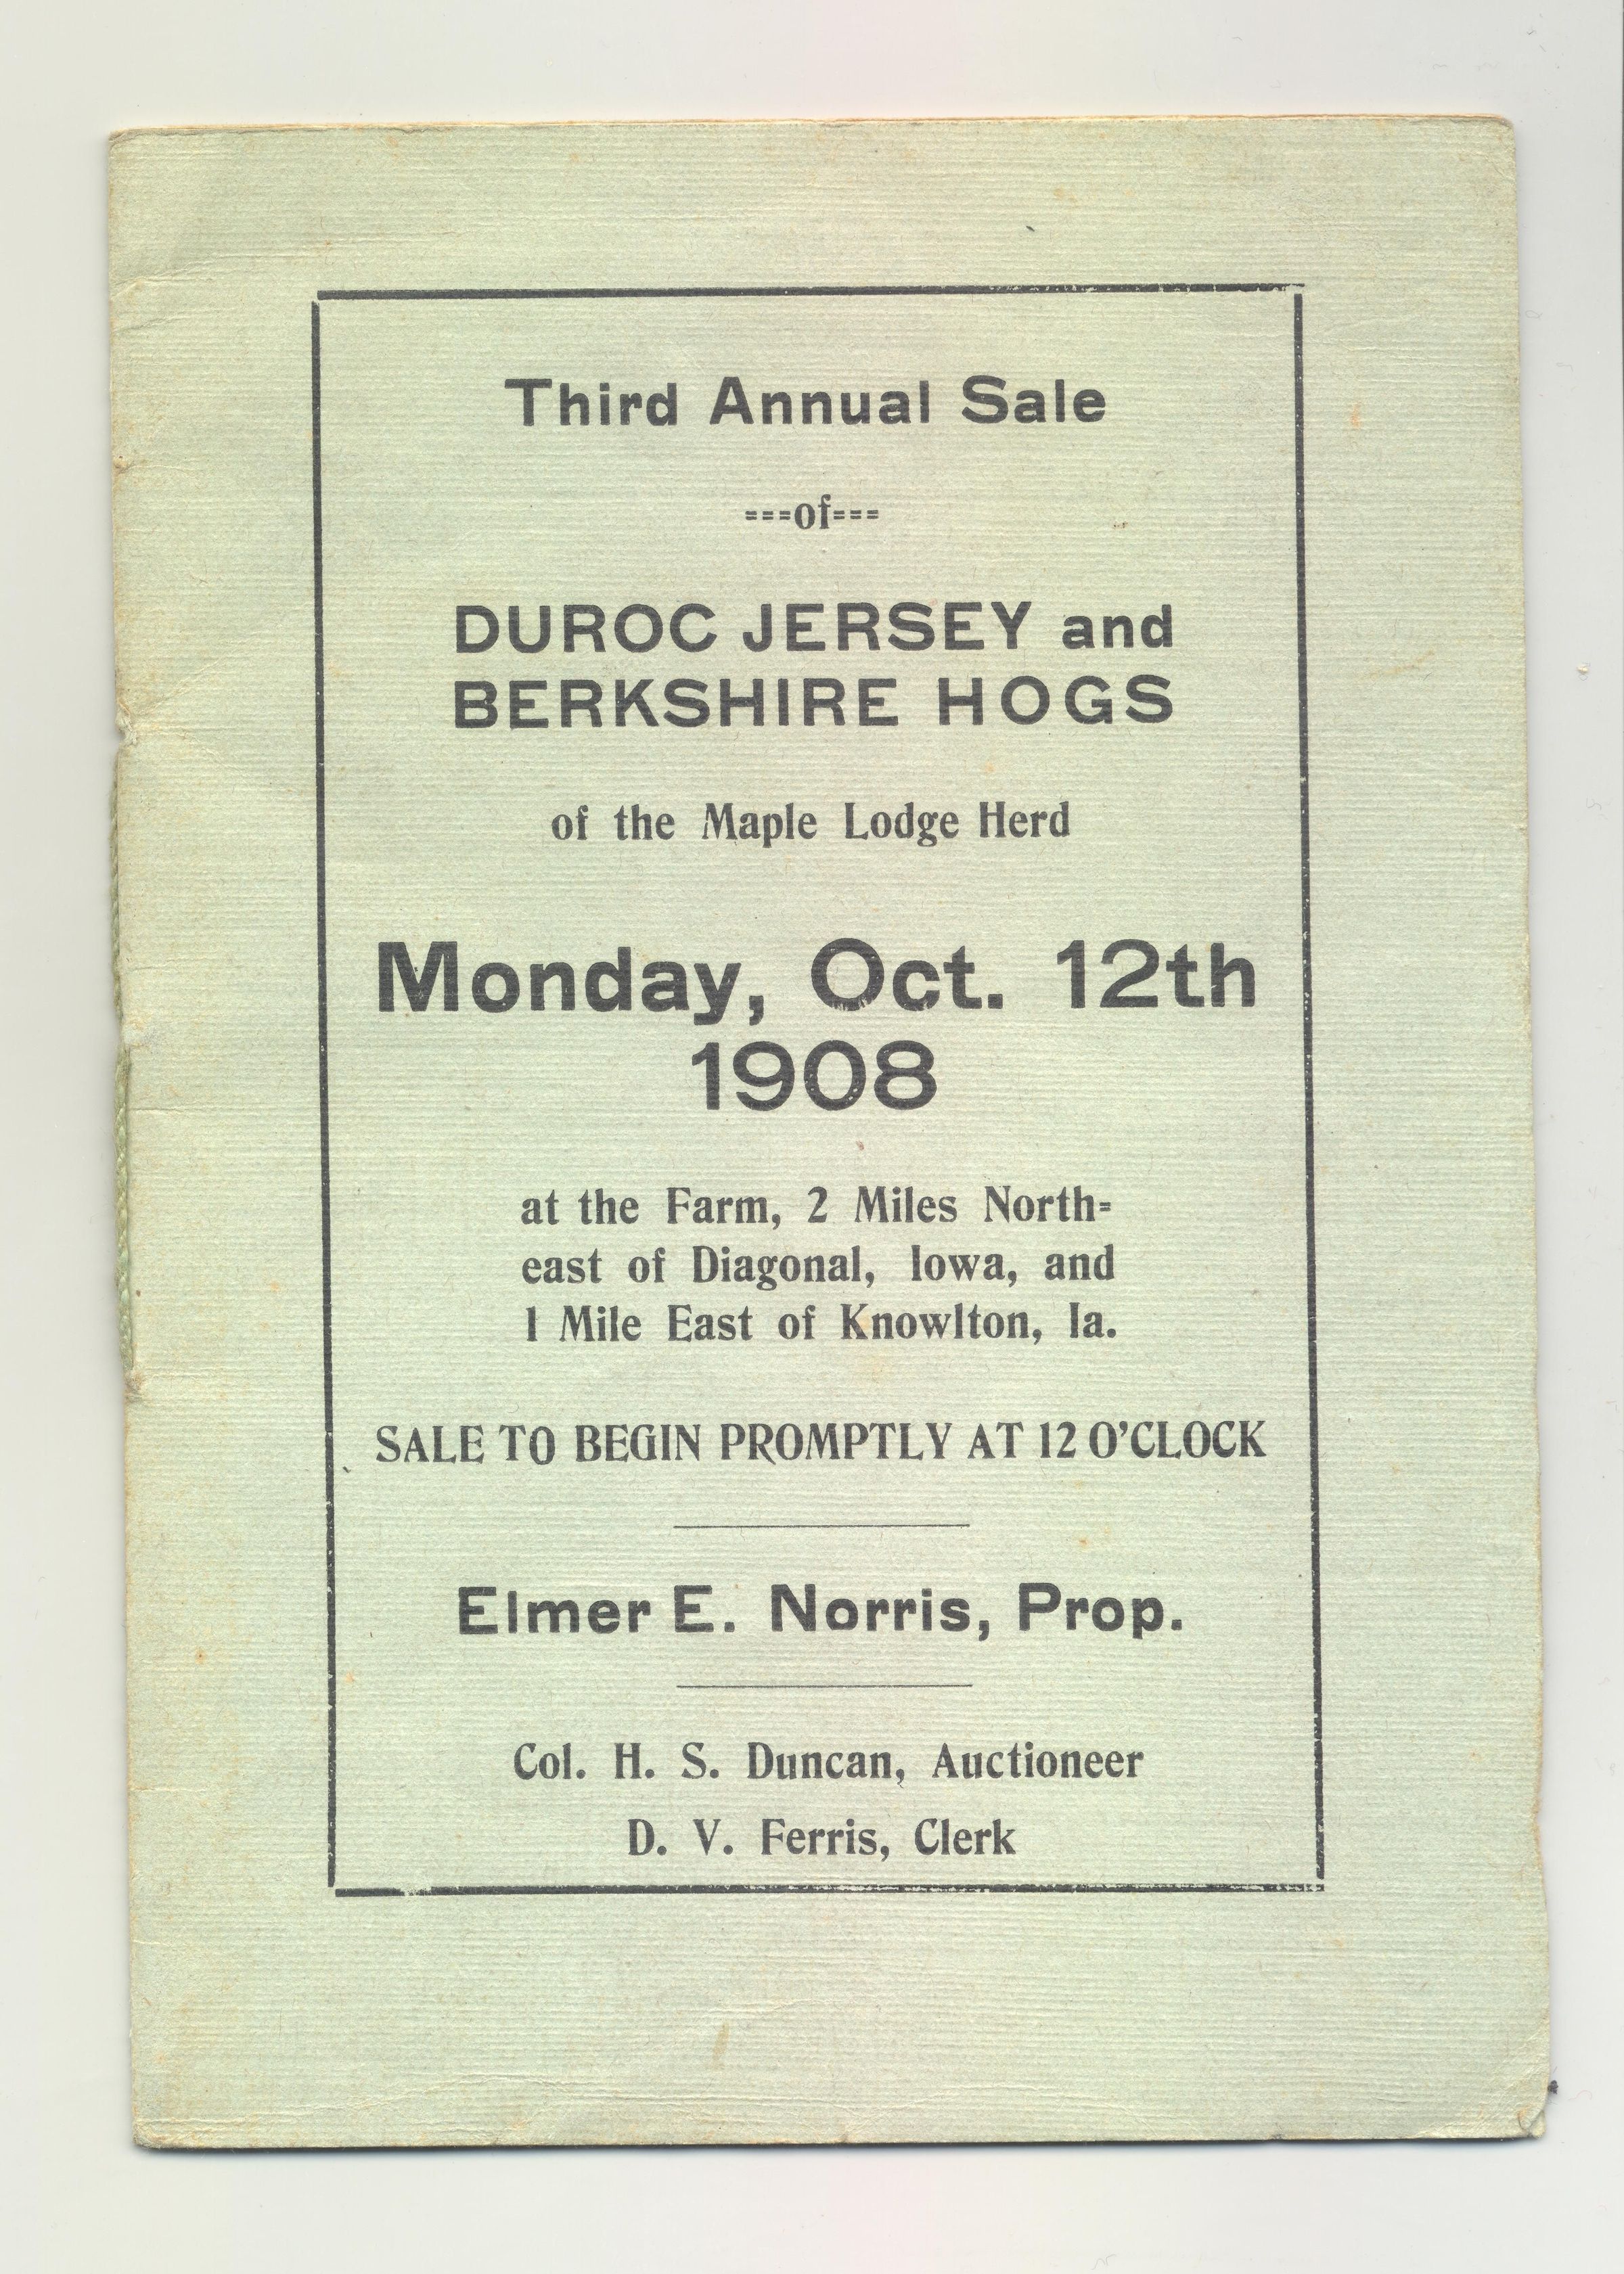 Third Annual Sale
===of===
DUROC JERSEY and
BERKSHIRE HOGS
of the Maple Lodge Herd
Monday, Oct. 12th
1908
at the Farm, 2 Miles North=
east of Diagonal, Iowa, and
1 Mile East of Knowlton, Ia.
SALE TO BEGIN PROMPTLY AT 12 O'CLOCK
Elmer E. Norris, Prop.
Col. H. S. Duncan, Auctioneer
D. V. Ferris, Clerk